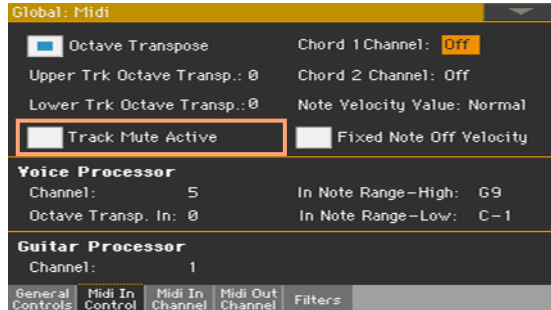 Global: Midi
Octave Transpose Chord 1 Channel: Off
Upper Trk Octave Transp.: 0 Chord 2 Channel: Off
Lower Trk Octave Transp.: 0 Note Velocity Value: Normal
Track Mute Active Fixed Note Off Velocity
Voice Processor
Channel: 5 In Note Range-High: G9
Octave Transp. In: 0 In Note Range-Low: C-1
Guitar Processor
Channel: 1
General Controls Midi In Control Midi In Channel Midi Out Channel Filters